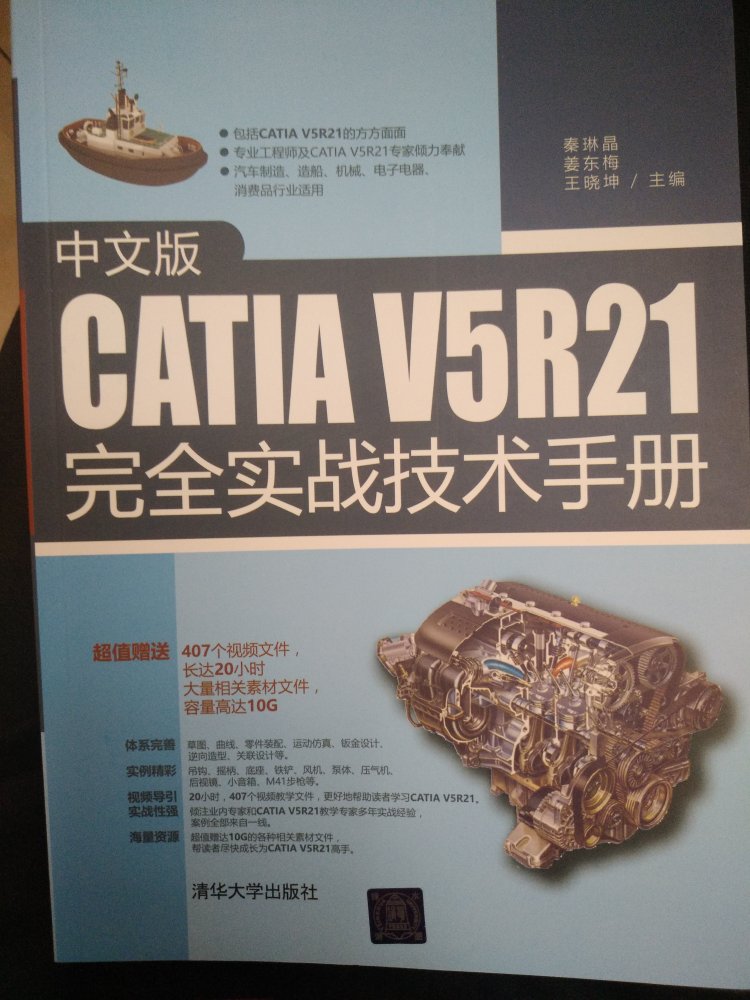 ● 包括CATIA V5R21的方方面面
● 专业工程师及CATIA V5R21专家倾力奉献
● 汽车制造、造船、机械、电子电器、
消费品行业适用
秦琳晶
姜东梅
王晓坤 / 主编
中文版
CATIA V5R21
完全实战技术手册
超值赠送 407个视频文件，
长达20小时
大量相关素材文件，
容量高达10G
体系完善 草图、曲线、零件装配、运动仿真、钣金设计、
逆向造型、关联设计等。
实例精彩 吊钩、摇柄、底座、铁铲、风机、泵体、压气机、
后视镜、小音箱、M41步枪等。
视频导引 20小时，407个视频教学文件，更好地帮助读者学习CATIA V5R21。
实战性强 倾注业内专家和CATIA V5R21教学专家多年实战经验，
案例全部来自一线。
海量资源 超值赠达10G的各种相关素材文件，
帮读者尽快成长为CATIA V5R21高手。
清华大学出版社